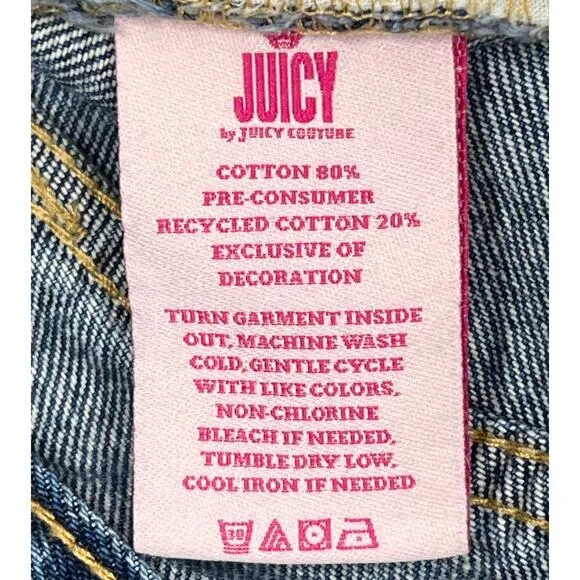 JUICY
by JUICY COUTURE
COTTON 80%
PRE-CONSUMER
RECYCLED COTTON 20%
EXCLUSIVE OF
DECORATION
TURN GARMENT INSIDE
OUT, MACHINE WASH
COLD, GENTLE CYCLE
WITH LIKE COLORS,
NON-CHLORINE
BLEACH IF NEEDED,
TUMBLE DRY LOW,
COOL IRON IF NEEDED
30